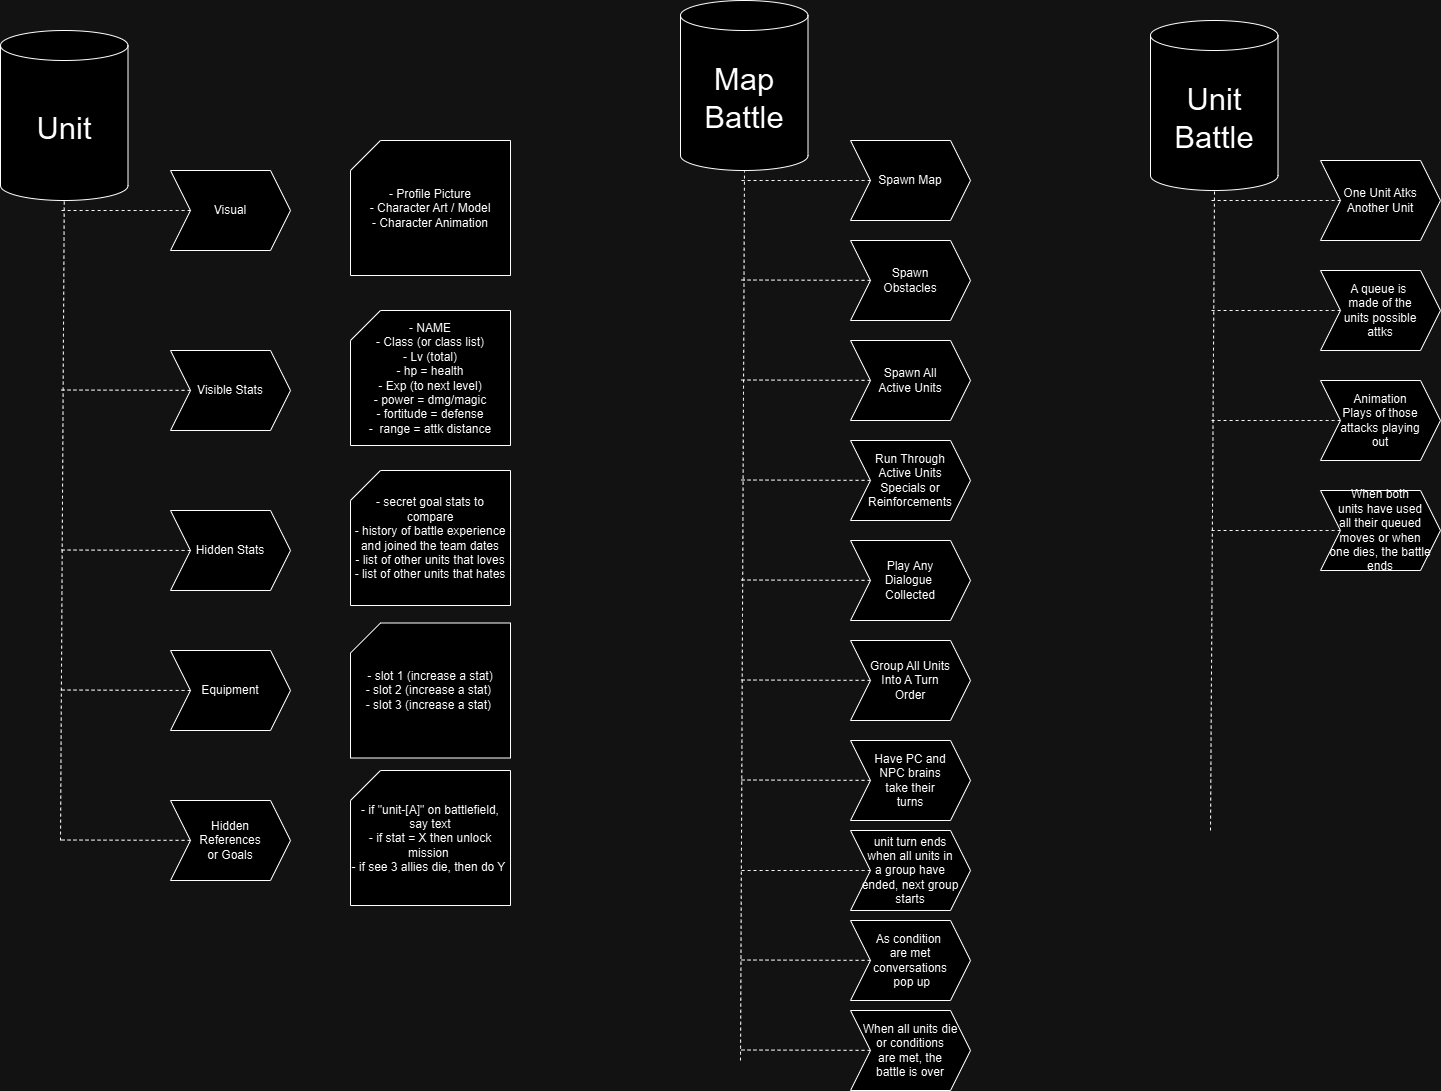 Unit
Visual
- Profile Picture
- Character Art / Model
- Character Animation
Visible Stats
- NAME
- Class (or class list)
- Lv (total)
- hp = health
- Exp (to next level)
- power = dmg/magic
- fortitude = defense
- range = attk distance
Hidden Stats
- secret goal stats to
compare
- history of battle experience
and joined the team dates
- list of other units that loves
- list of other units that hates
Equipment
- slot 1 (increase a stat)
- slot 2 (increase a stat)
- slot 3 (increase a stat)
Hidden
References
or Goals
- if "unit-[A]" on battlefield,
say text
- if stat = X then unlock
mission
- if see 3 allies die, then do Y
Map
Battle
Spawn Map
Spawn
Obstacles
Spawn All
Active Units
Run Through
Active Units
Specials or
Reinforcements
Play Any
Dialogue
Collected
Group All Units
Into A Turn
Order
Have PC and
NPC brains
take their
turns
unit turn ends
when all units in
a group have
ended, next group
starts
As condition
are met
conversations
pop up
When all units die
or conditions
are met, the
battle is over
Unit
Battle
One Unit Atks
Another Unit
A queue is
made of the
units possible
attks
Animation
Plays of those
attacks playing
out
When both
units have used
all their queued
moves or when
one dies, the battle
ends